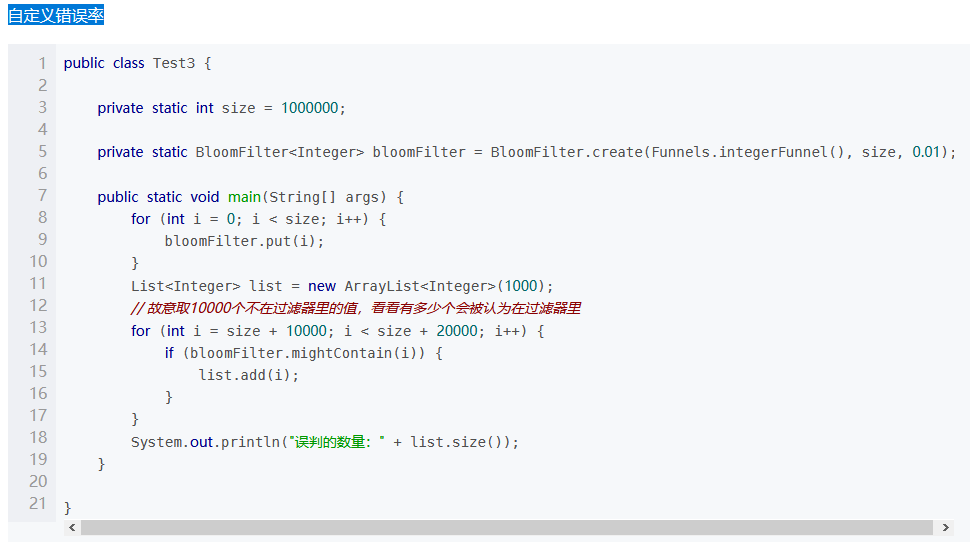 自定义错误率
1 public class Test3 {
2
3     private static int size = 1000000;
4
5     private static BloomFilter<Integer> bloomFilter = BloomFilter.create(Funnels.integerFunnel(), size, 0.01);
6
7     public static void main(String[] args) {
8         for (int i = 0; i < size; i++) {
9             bloomFilter.put(i);
10         }
11         List<Integer> list = new ArrayList<Integer>(1000);
12         // 故意取10000个不在过滤器里的值，看看有多少个会被认为在过滤器里
13         for (int i = size + 10000; i < size + 20000; i++) {
14             if (bloomFilter.mightContain(i)) {
15                 list.add(i);
16             }
17         }
18         System.out.println("误判的数量：" + list.size());
19     }
20
21 }